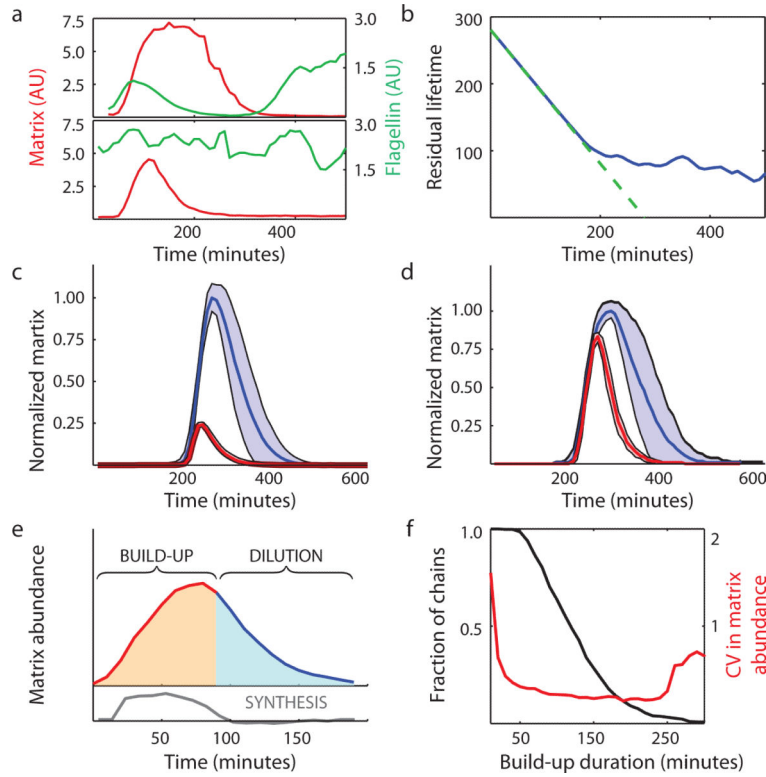 a
7.5
5.0
2.5
3.0
1.5
7.5
5.0
2.5
3.0
1.5
Matrix (AU)
Flagellin (AU)
200
400
Time (minutes)
b
300
200
100
Residual lifetime
0
200
400
Time (minutes)
c
1.00
0.75
0.50
0.25
Normalized martix
0
200
400
600
Time (minutes)
d
1.00
0.75
0.50
0.25
Normalized matrix
0
200
400
600
Time (minutes)
e
BUILD-UP
DILUTION
Matrix abundance
SYNTHESIS
50
100
150
Time (minutes)
f
1.0
0.5
Fraction of chains
2
1
CV in matrix
abundance
50
150
250
Build-up duration (minutes)